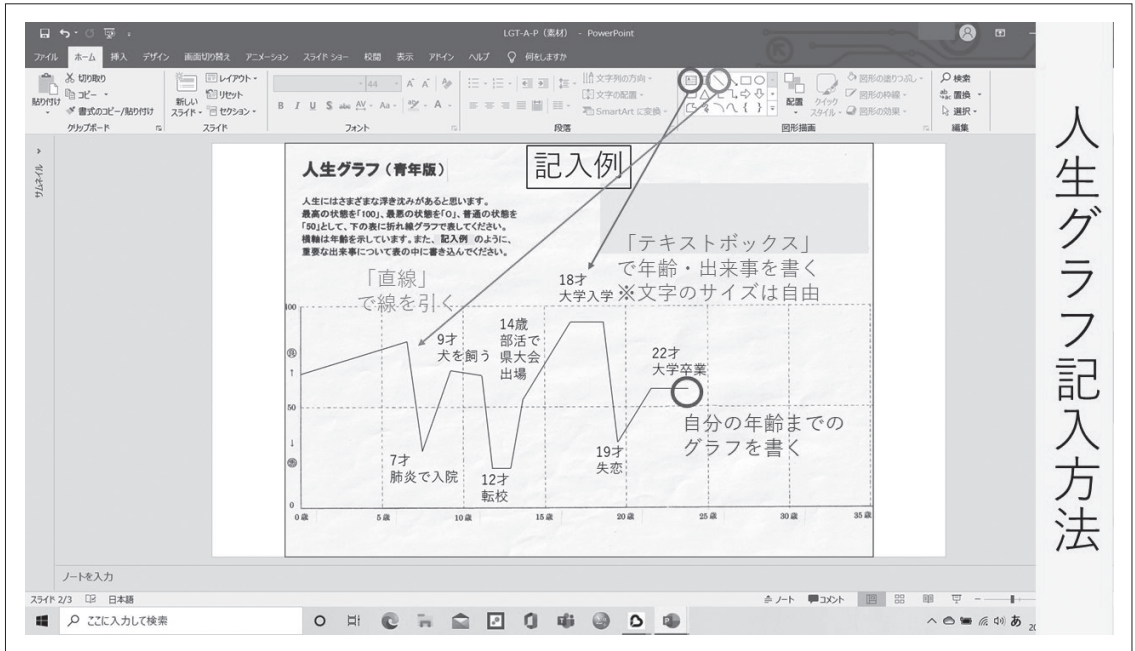 LGT-A-P（素材） - PowerPoint
ファイル ホーム 挿入 デザイン 画面切り替え アニメーション スライド ショー 校閲 表示 アドイン ヘルプ 何をしますか
貼り付け
切り取り
コピー
書式のコピー/貼り付け
クリップボード
新しい
スライド
レイアウト
リセット
セクション
スライド
44
B I U S abc AV Aa A
フォント
文字列の方向
文字の配置
SmartArt に変換
段落
配置
クイック
スタイル
図形の塗りつぶし
図形の枠線
図形の効果
図形描画
検索
置換
選択
編集
サムネイル
人生グラフ（青年版）
記入例
人生にはさまざまな浮き沈みがあると思います。
最高の状態を「100」、最悪の状態を「0」、普通の状態を
「50」として、下の表に折れ線グラフで表してください。
横軸は年齢を示しています。また、記入例 のように、
重要な出来事について表の中に書き込んでください。
「直線」
で線を引く
「テキストボックス」
で年齢・出来事を書く
※文字のサイズは自由
18才
大学入学
9才
犬を飼う
14歳
部活で
県大会
出場
22才
大学卒業
自分の年齢までの
グラフを書く
7才
肺炎で入院
12才
転校
19才
失恋
100
↑
50
↓
0
0歳 5歳 10歳 15歳 20歳 25歳 30歳 35歳
ノートを入力
スライド 2/3 日本語
ノート コメント
ここに入力して検索
あ
人生グラフ記入方法